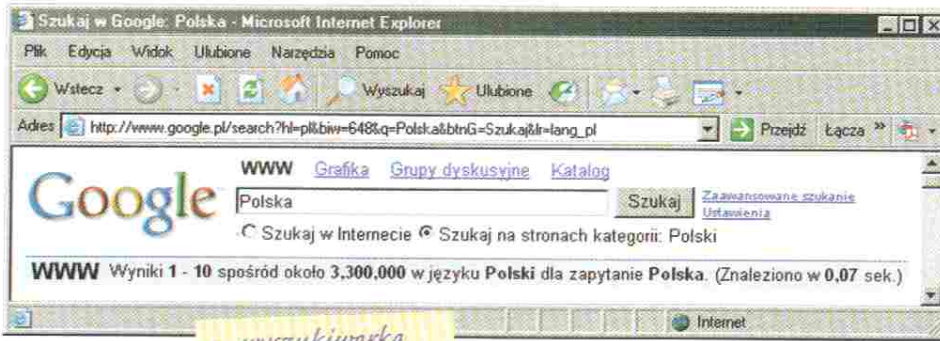 Szukaj w Google: Polska - Microsoft Internet Explorer
Plik Edycja Widok Ulubione Narzędzia Pomoc
Wstecz Wyszukaj Ulubione
Adres http://www.google.pl/search?hl=pl&biw=648&q=Polska&btnG=Szukaj&lr=lang_pl Przejdź Łącza »
WWW Grafika Grupy dyskusyjne Katalog
Google Polska Szukaj Zaawansowane szukanie
Ustawienia
Szukaj w Internecie Szukaj na stronach kategorii: Polski
WWW Wyniki 1 - 10 spośród około 3,300,000 w języku Polski dla zapytanie Polska. (Znaleziono w 0,07 sek.)
Internet
wyszukiwarka